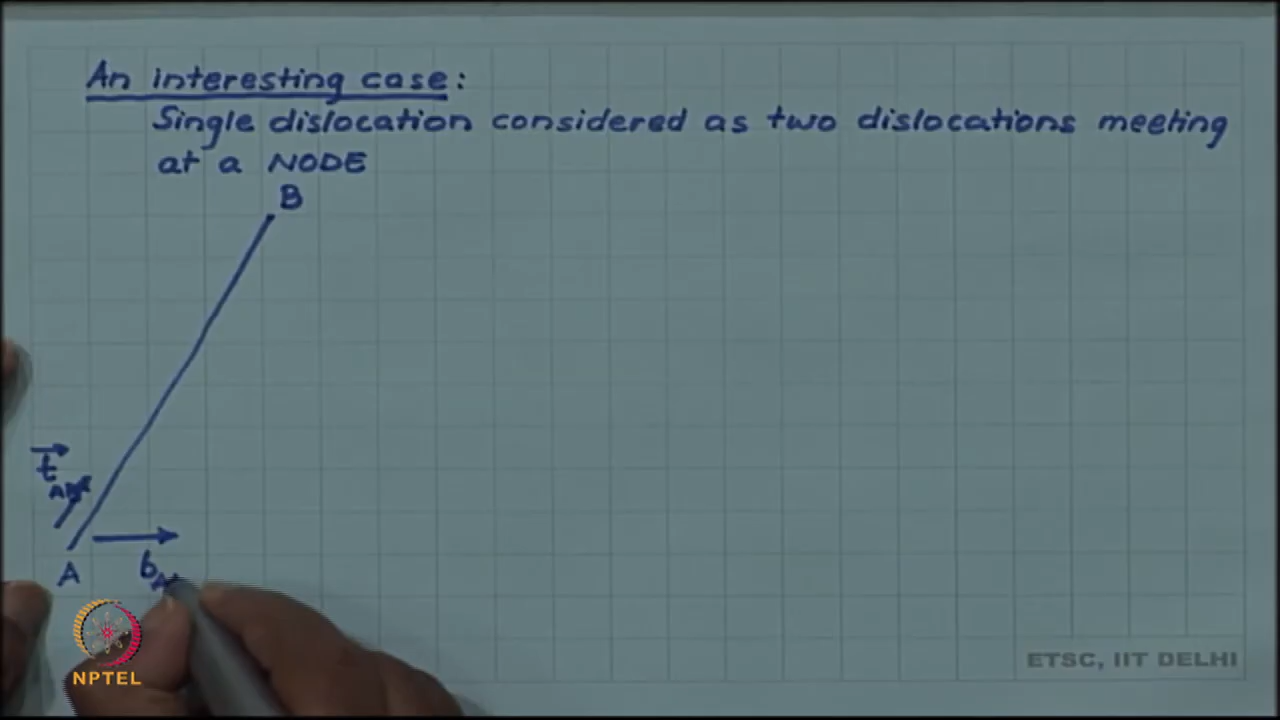 An interesting case:
Single dislocation considered as two dislocations meeting
at a NODE
B
t
A
b
NPTEL
ETSC, IIT DELHI